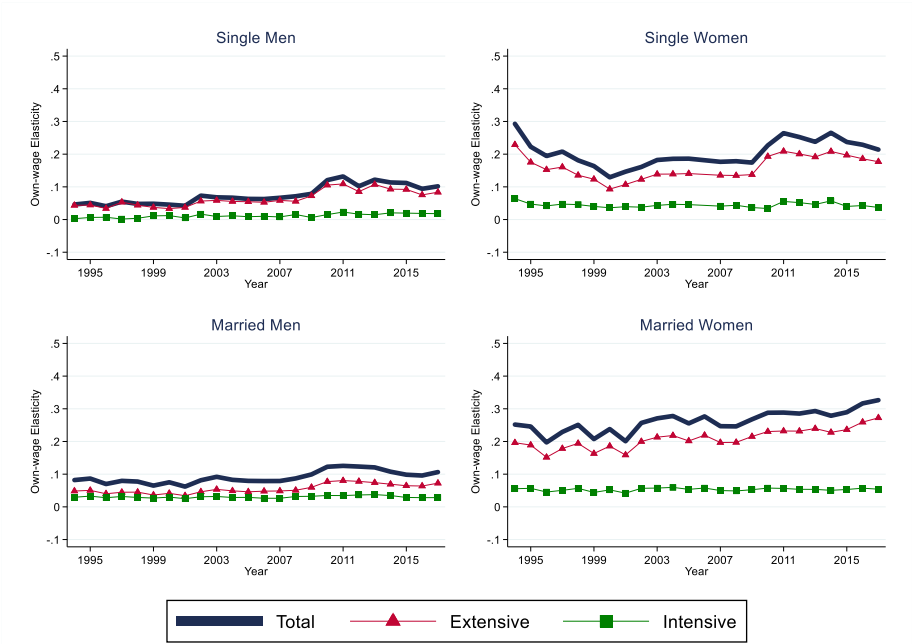 Single Men
Single Women
Own-wage Elasticity
.5
.4
.3
.2
.1
0
-.1
1995 1999 2003 2007 2011 2015
Year
Own-wage Elasticity
.5
.4
.3
.2
.1
0
-.1
1995 1999 2003 2007 2011 2015
Year
Married Men
Married Women
Own-wage Elasticity
.5
.4
.3
.2
.1
0
-.1
1995 1999 2003 2007 2011 2015
Year
Own-wage Elasticity
.5
.4
.3
.2
.1
0
-.1
1995 1999 2003 2007 2011 2015
Year
Total Extensive Intensive